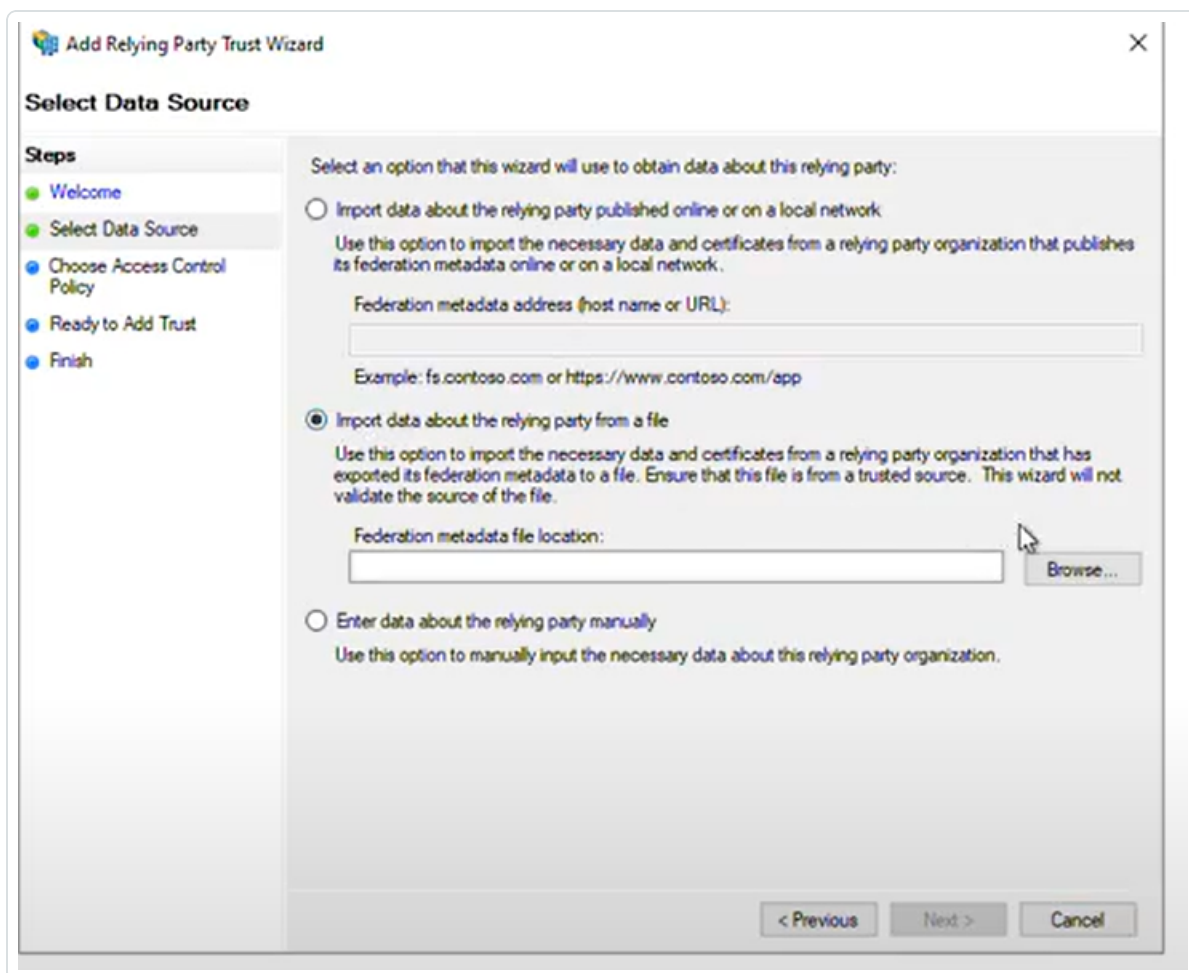 Add Relying Party Trust Wizard
Select Data Source
Steps
Welcome
Select Data Source
Choose Access Control
Policy
Ready to Add Trust
Finish
Select an option that this wizard will use to obtain data about this relying party:
Import data about the relying party published online or on a local network
Use this option to import the necessary data and certificates from a relying party organization that publishes
its federation metadata online or on a local network.
Federation metadata address (host name or URL):
Example: fs.contoso.com or https://www.contoso.com/app
Import data about the relying party from a file
Use this option to import the necessary data and certificates from a relying party organization that has
exported its federation metadata to a file. Ensure that this file is from a trusted source. This wizard will not
validate the source of the file.
Federation metadata file location:
Browse...
Enter data about the relying party manually
Use this option to manually input the necessary data about this relying party organization.
< Previous
Next >
Cancel